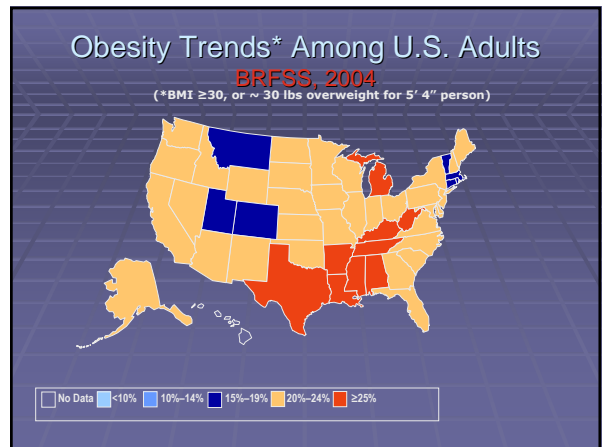 Obesity Trends* Among U.S. Adults
BRFSS, 2004
(*BMI ≥30, or ~ 30 lbs overweight for 5’ 4” person)
No Data <10% 10%–14% 15%–19% 20%–24% ≥25%